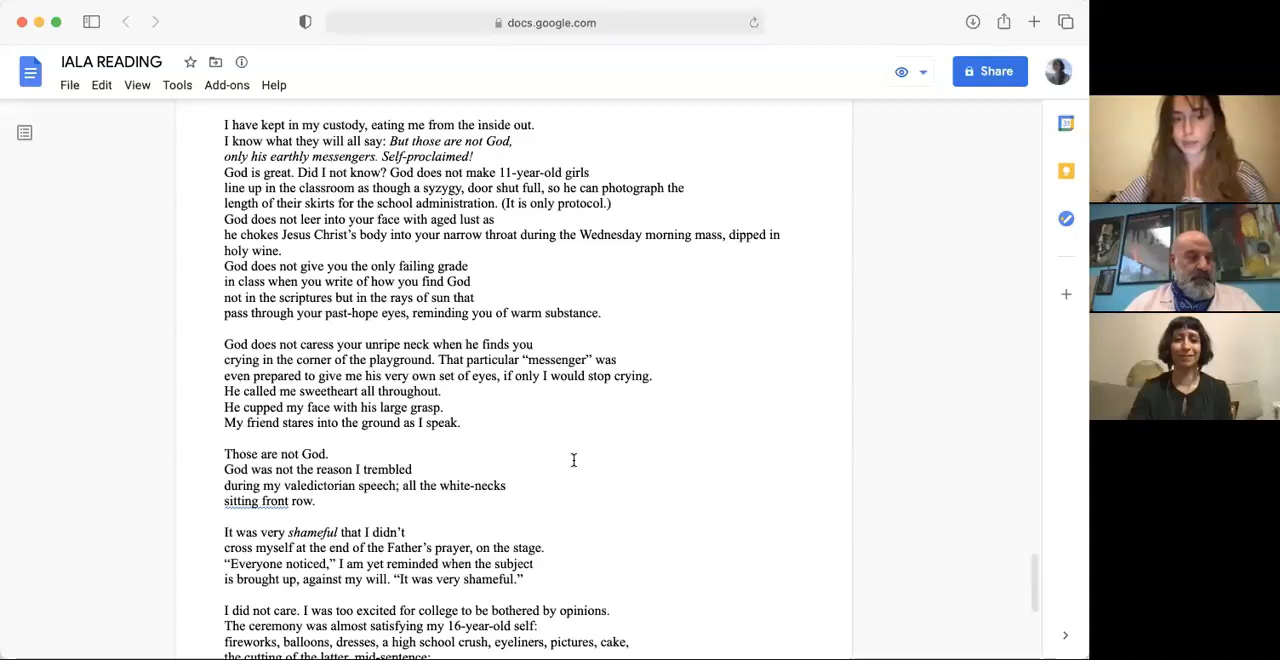 docs.google.com
IALA READING
File Edit View Tools Add-ons Help
Share
31
I have kept in my custody, eating me from the inside out.
I know what they will all say: But those are not God,
only his earthly messengers. Self-proclaimed!
God is great. Did I not know? God does not make 11-year-old girls
line up in the classroom as though a syzygy, door shut full, so he can photograph the
length of their skirts for the school administration. (It is only protocol.)
God does not leer into your face with aged lust as
he chokes Jesus Christ’s body into your narrow throat during the Wednesday morning mass, dipped in
holy wine.
God does not give you the only failing grade
in class when you write of how you find God
not in the scriptures but in the rays of sun that
pass through your past-hope eyes, reminding you of warm substance.
God does not caress your unripe neck when he finds you
crying in the corner of the playground. That particular “messenger” was
even prepared to give me his very own set of eyes, if only I would stop crying.
He called me sweetheart all throughout.
He cupped my face with his large grasp.
My friend stares into the ground as I speak.
Those are not God.
God was not the reason I trembled
during my valedictorian speech; all the white-necks
sitting front row.
It was very shameful that I didn’t
cross myself at the end of the Father’s prayer, on the stage.
“Everyone noticed,” I am yet reminded when the subject
is brought up, against my will. “It was very shameful.”
I did not care. I was too excited for college to be bothered by opinions.
The ceremony was almost satisfying my 16-year-old self:
fireworks, balloons, dresses, a high school crush, eyeliners, pictures, cake,
the cutting of the latter, mid-sentence: